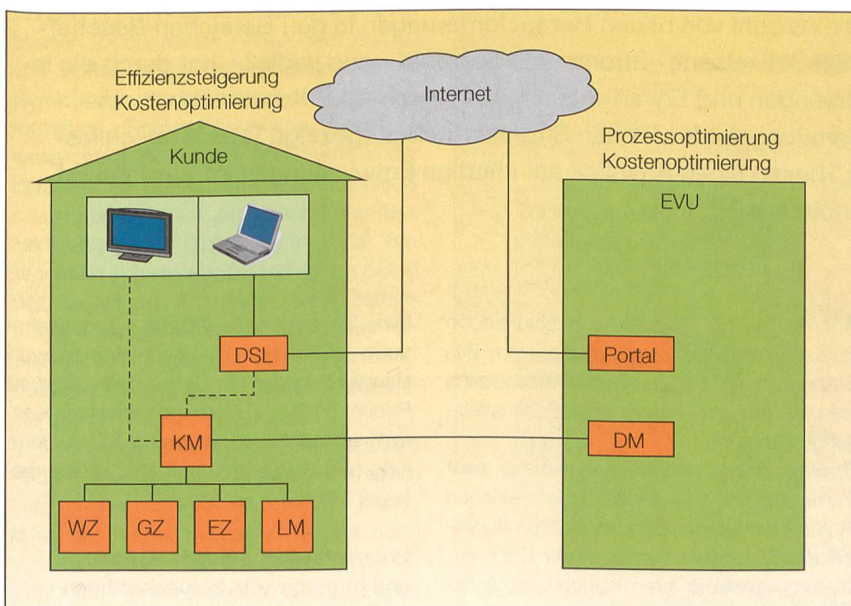 Effizienzsteigerung
Kostenoptimierung
Kunde
Internet
Prozessoptimierung
Kostenoptimierung
EVU
DSL
Portal
KM
DM
WZ
GZ
EZ
LM